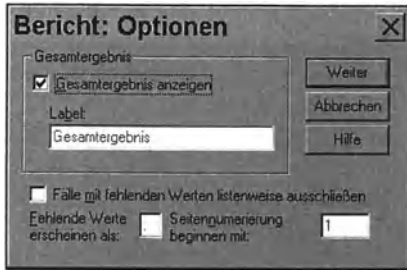 Bericht: Optionen
Gesamtergebnis
Gesamtergebnis anzeigen
Weiter
Abbrechen
Hilfe
Label:
Gesamtergebnis
Fälle mit fehlenden Werten listenweise ausschließen
Fehlende Werte erscheinen als: .
Seitennumerierung beginnen mit: 1